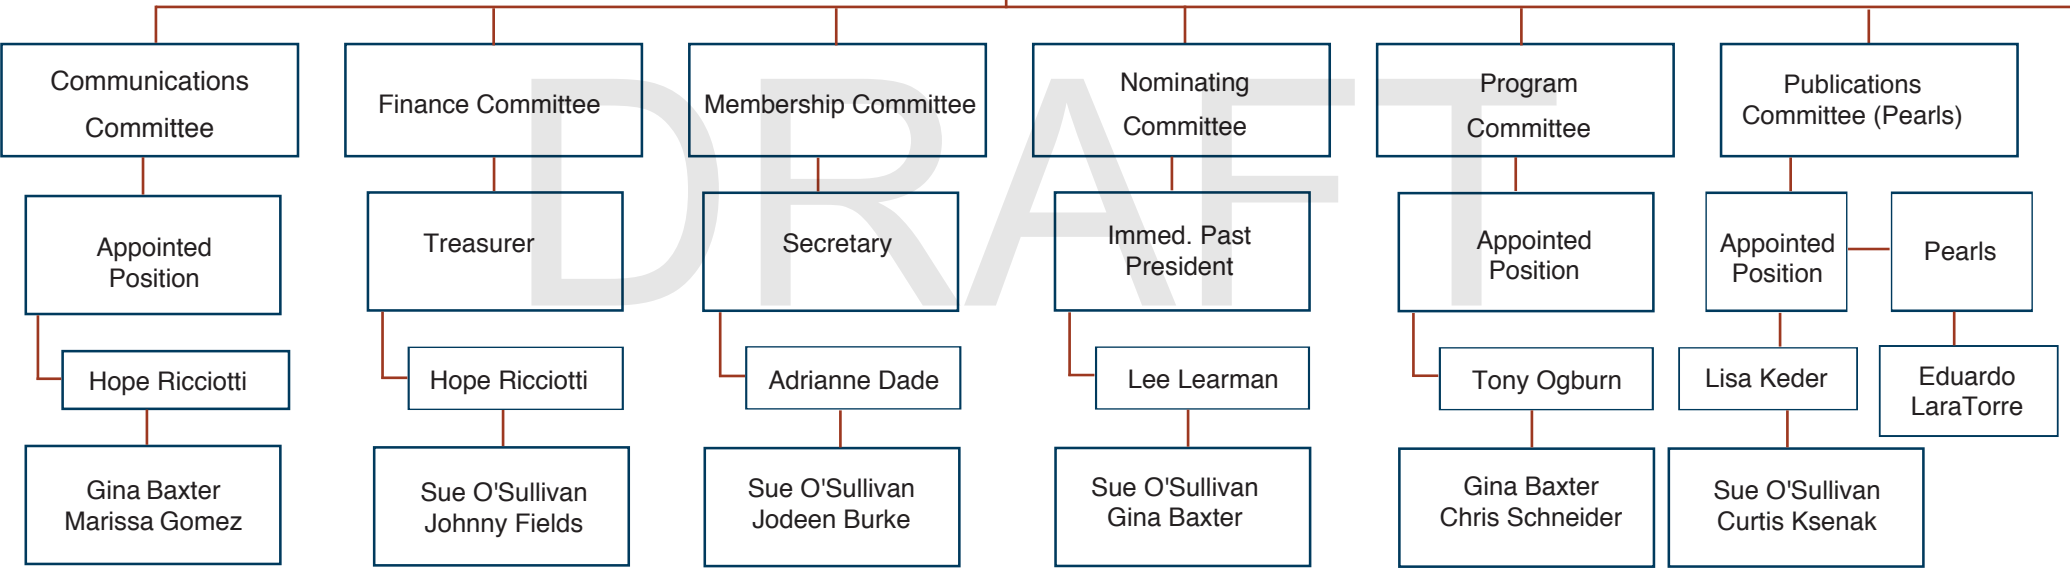 Communications
Committee
Finance Committee
Membership Committee
Nominating
Committee
Program
Committee
Publications
Committee (Pearls)
Appointed
Position
Treasurer
Secretary
Immed. Past
President
Appointed
Position
Appointed
Position
Pearls
Hope Ricciotti
Hope Ricciotti
Adrianne Dade
Lee Learman
Tony Ogburn
Lisa Keder
Eduardo
LaraTorre
Gina Baxter
Marissa Gomez
Sue O'Sullivan
Johnny Fields
Sue O'Sullivan
Jodeen Burke
Sue O'Sullivan
Gina Baxter
Gina Baxter
Chris Schneider
Sue O'Sullivan
Curtis Ksenak
DRAFT